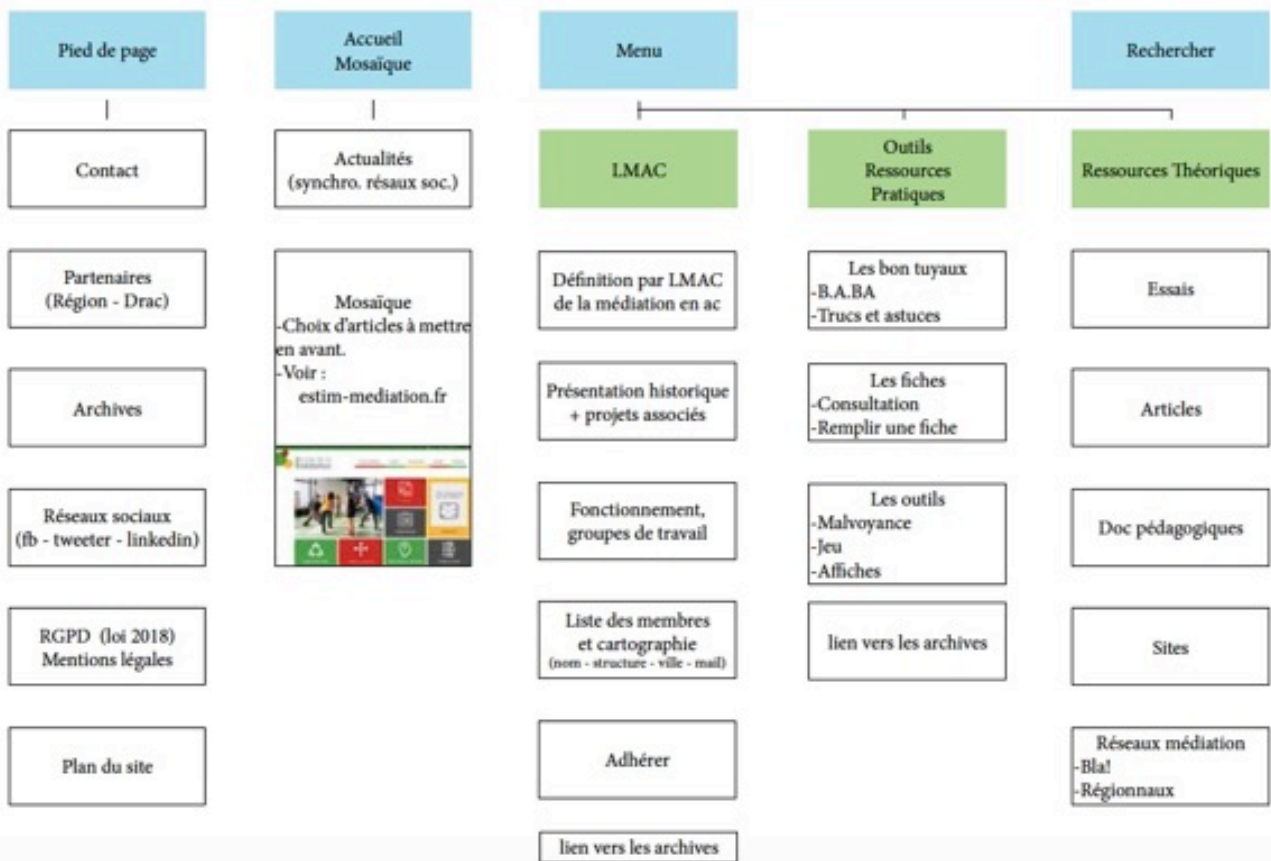 Pied de page
Contact
Partenaires
(Région - Drac)
Archives
Réseaux sociaux
(fb - tweeter - linkedin)
RGPD (loi 2018)
Mentions légales
Plan du site
Accueil
Mosaïque
Actualités
(synchro. résaux soc.)
Mosaïque
-Choix d'articles à mettre
en avant.
-Voir :
estim-mediation.fr
Menu
LMAC
Définition par LMAC
de la médiation en ac
Présentation historique
+ projets associés
Fonctionnement,
groupes de travail
Liste des membres
et cartographie
(nom - structure - ville - mail)
Adhérer
lien vers les archives
Outils
Ressources
Pratiques
Les bon tuyaux
-B.A.BA
-Trucs et astuces
Les fiches
-Consultation
-Remplir une fiche
Les outils
-Malvoyance
-Jeu
-Affiches
lien vers les archives
Rechercher
Ressources Théoriques
Essais
Articles
Doc pédagogiques
Sites
Réseaux médiation
-Bla!
-Régionnaux